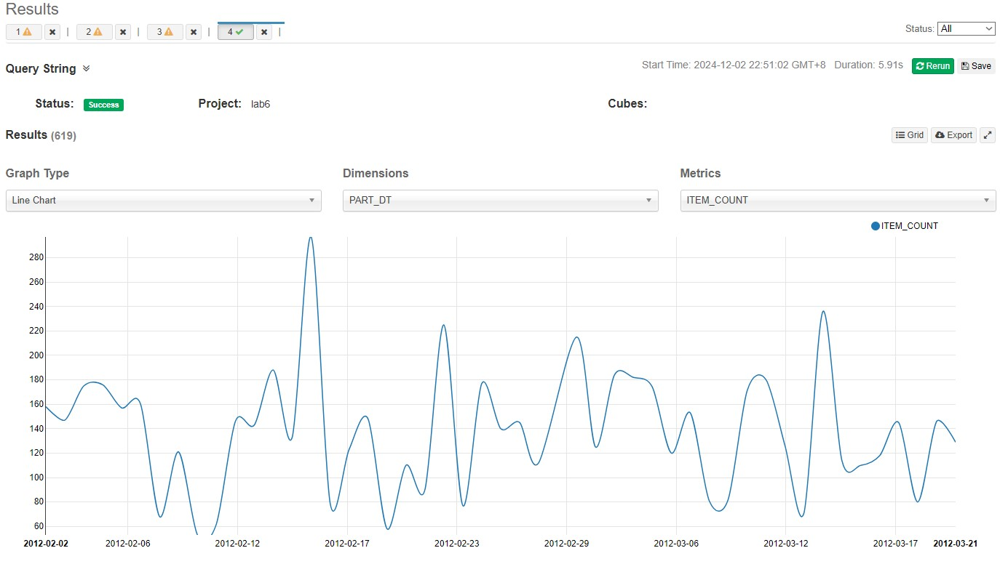 Results
1 | 2 | 3 | 4 |
Status: All
Query String
Start Time: 2024-12-02 22:51:02 GMT+8 Duration: 5.91s Rerun Save
Status: Success Project: lab6 Cubes:
Results (619)
Grid Export
Graph Type Dimensions Metrics
Line Chart PART_DT ITEM_COUNT
ITEM_COUNT
280
260
240
220
200
180
160
140
120
100
80
60
2012-02-02 2012-02-06 2012-02-12 2012-02-17 2012-02-23 2012-02-29 2012-03-06 2012-03-12 2012-03-17 2012-03-21